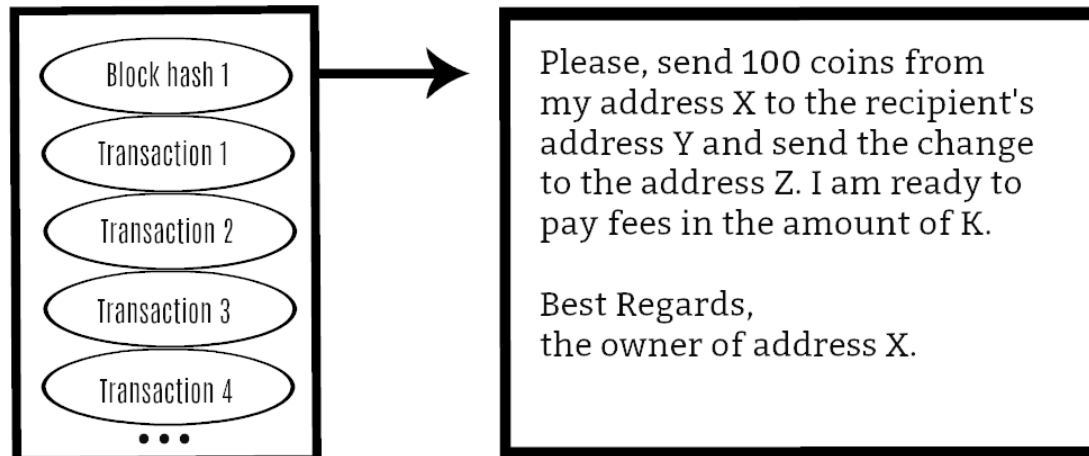 Block hash 1
Transaction 1
Transaction 2
Transaction 3
Transaction 4
•••
Please, send 100 coins from
my address X to the recipient's
address Y and send the change
to the address Z. I am ready to
pay fees in the amount of K.
Best Regards,
the owner of address X.